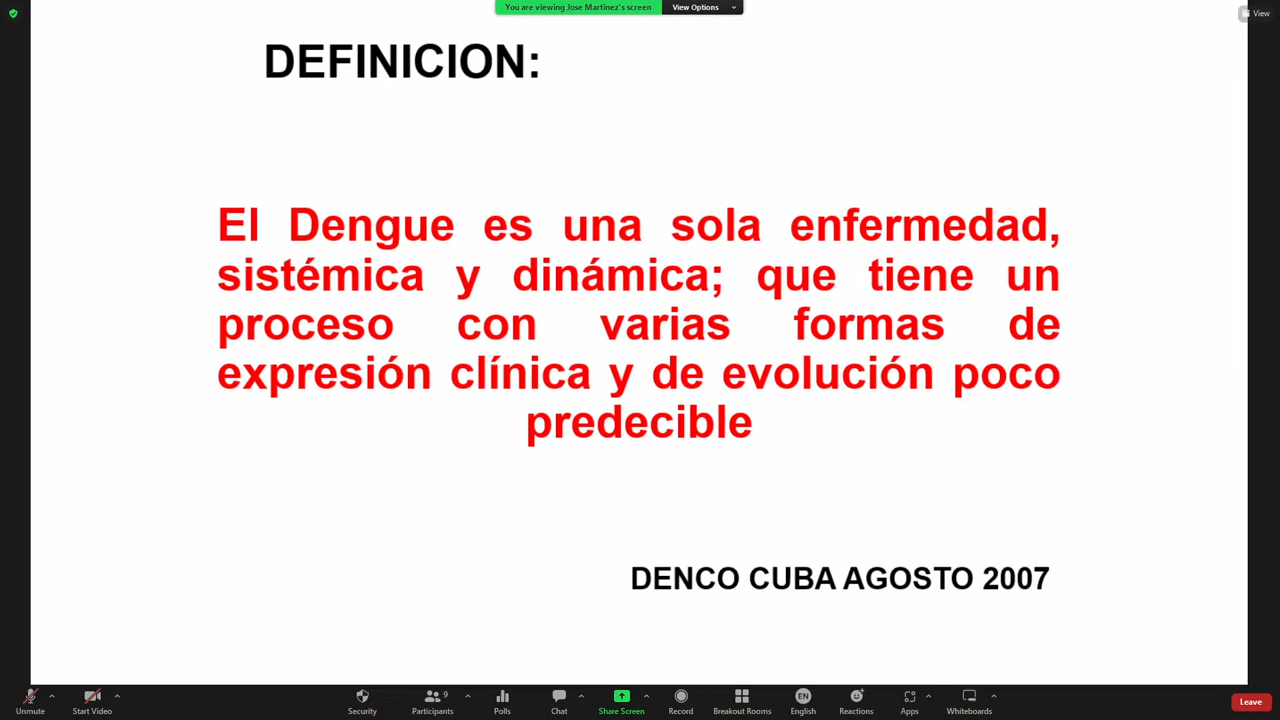 You are viewing Jose Martinez's screen
View Options
View
DEFINICION:
El Dengue es una sola enfermedad,
sistémica y dinámica; que tiene un
proceso con varias formas de
expresión clínica y de evolución poco
predecible
DENCO CUBA AGOSTO 2007
Unmute
Start Video
Security
9
Participants
Polls
Chat
Share Screen
Record
Breakout Rooms
EN
English
Reactions
Apps
Whiteboards
Leave